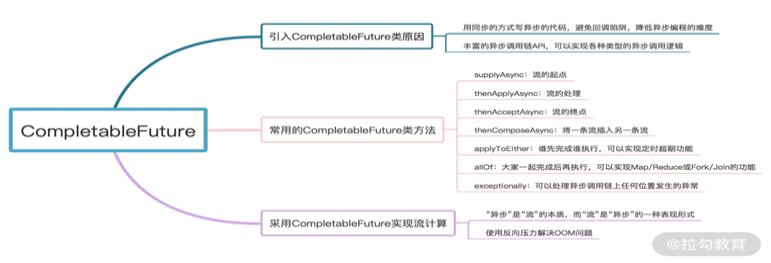 CompletableFuture
引入CompletableFuture类原因
用同步的方式写异步的代码，避免回调陷阱，降低异步编程的难度
丰富的异步调用链API，可以实现各种类型的异步调用逻辑
常用的CompletableFuture类方法
supplyAsync：流的起点
thenApplyAsync：流的处理
thenAcceptAsync：流的终点
thenComposeAsync：将一条流插入另一条流
applyToEither：谁先完成谁执行，可以实现定时超期功能
allOf：大家一起完成后再执行，可以实现Map/Reduce或Fork/Join的功能
exceptionally：可以处理异步调用链上任何位置发生的异常
采用CompletableFuture实现流计算
“异步”是“流”的本质，而“流”是“异步”的一种表现形式
使用反向压力解决OOM问题
@拉勾教育